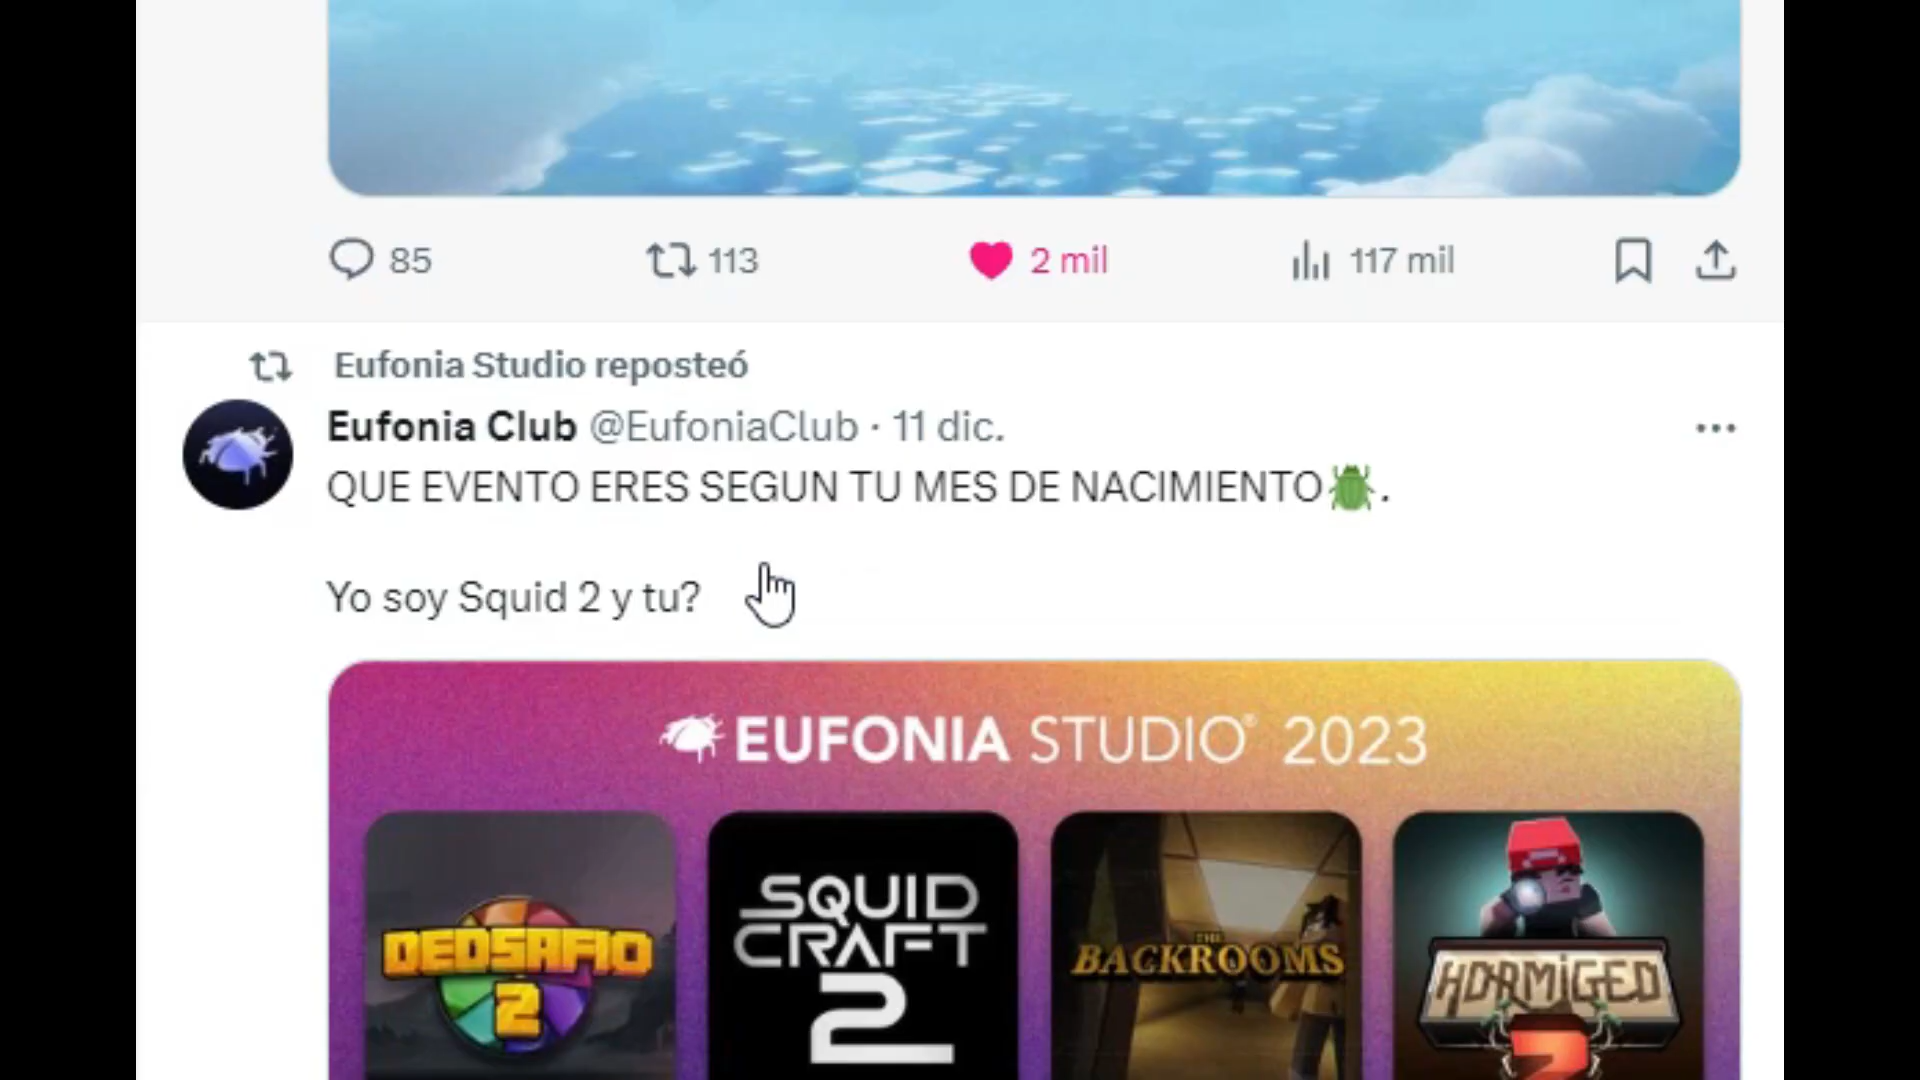 85 113 2 mil 117 mil
Eufonia Studio reposteó
Eufonia Club @EufoniaClub · 11 dic.
QUE EVENTO ERES SEGUN TU MES DE NACIMIENTO🪲.
Yo soy Squid 2 y tu?
EUFONIA STUDIO® 2023
DEDSAFIO
2
SQUID
CRAFT
2
THE
BACKROOMS
HORMIGED
2